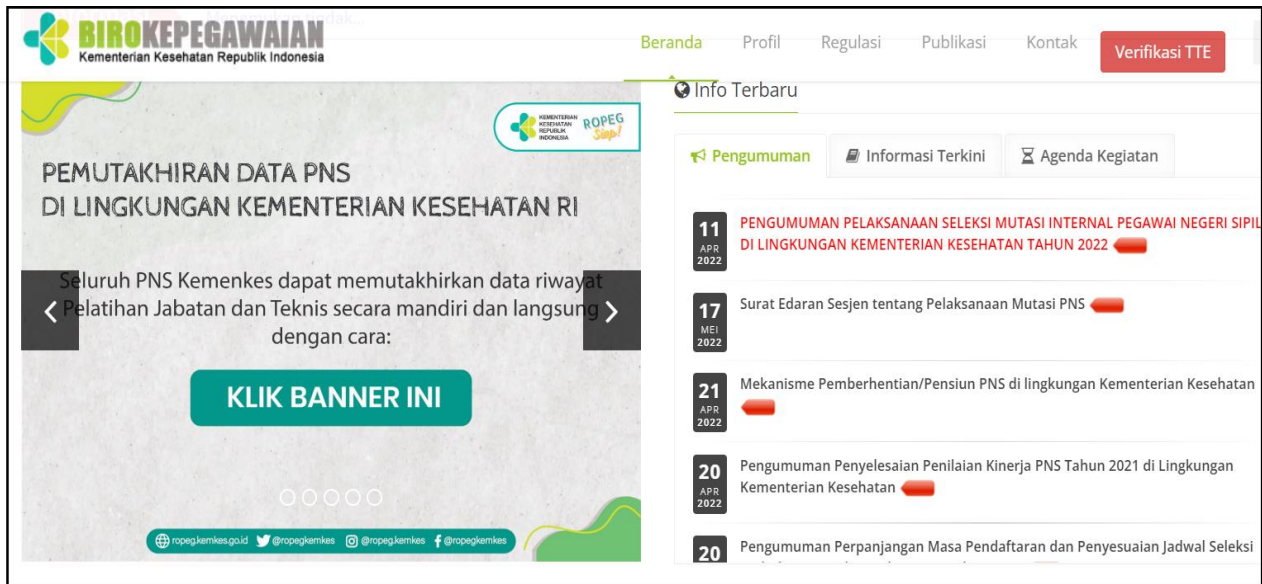 BIROKEPEGAWAIAN
Kementerian Kesehatan Republik Indonesia
Beranda
Profil
Regulasi
Publikasi
Kontak
Verifikasi TTE
KEMENTERIAN
KESEHATAN
REPUBLIK
INDONESIA
ROPEG
Siap!
PEMUTAKHIRAN DATA PNS
DI LINGKUNGAN KEMENTERIAN KESEHATAN RI
Seluruh PNS Kemenkes dapat memutakhirkan data riwayat
Pelatihan Jabatan dan Teknis secara mandiri dan langsung
dengan cara:
KLIK BANNER INI
ropeg.kemkes.go.id @ropegkemkes @ropeg.kemkes @ropegkemkes
Info Terbaru
Pengumuman
Informasi Terkini
Agenda Kegiatan
11
APR
2022
PENGUMUMAN PELAKSANAAN SELEKSI MUTASI INTERNAL PEGAWAI NEGERI SIPIL
DI LINGKUNGAN KEMENTERIAN KESEHATAN TAHUN 2022
17
MEI
2022
Surat Edaran Sesjen tentang Pelaksanaan Mutasi PNS
21
APR
2022
Mekanisme Pemberhentian/Pensiun PNS di lingkungan Kementerian Kesehatan
20
APR
2022
Pengumuman Penyelesaian Penilaian Kinerja PNS Tahun 2021 di Lingkungan
Kementerian Kesehatan
20
Pengumuman Perpanjangan Masa Pendaftaran dan Penyesuaian Jadwal Seleksi